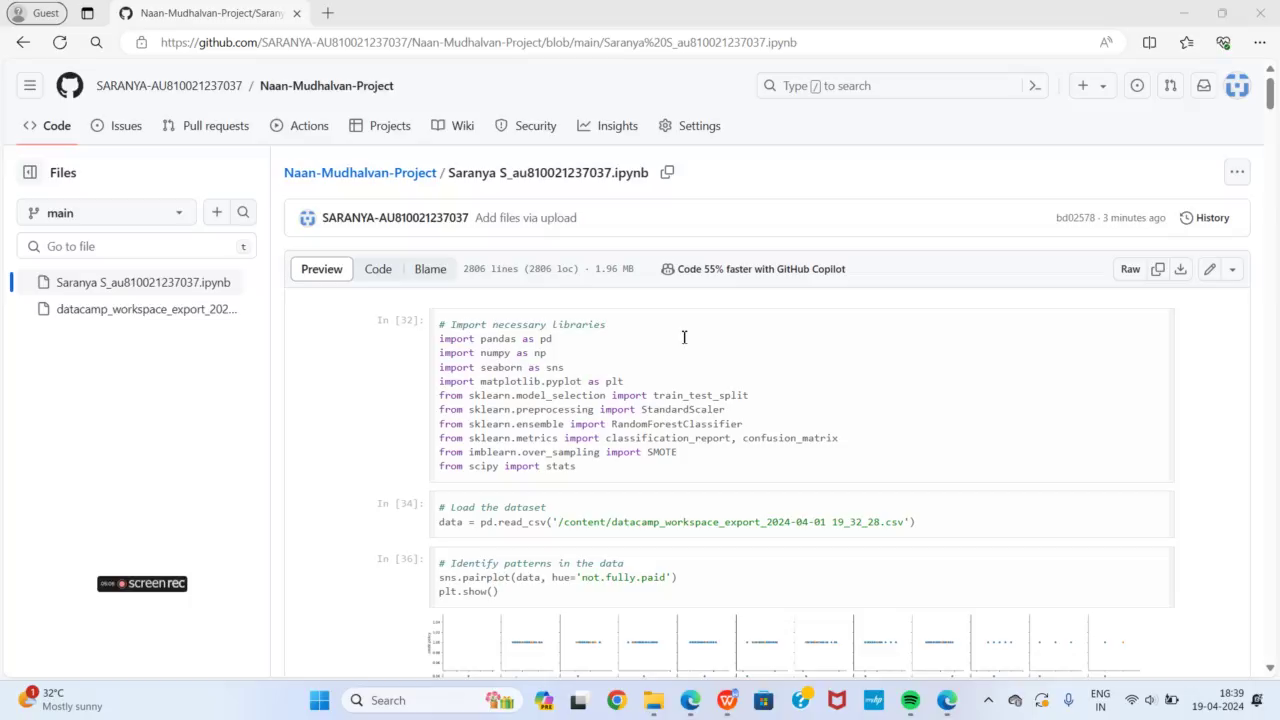 Guest
Naan-Mudhalvan-Project/Saran
https://github.com/SARANYA-AU810021237037/Naan-Mudhalvan-Project/blob/main/Saranya%20S_au810021237037.ipynb
SARANYA-AU810021237037 / Naan-Mudhalvan-Project
Type / to search
Code Issues Pull requests Actions Projects Wiki Security Insights Settings
Files
main
Go to file t
Saranya S_au810021237037.ipynb
datacamp_workspace_export_202...
Naan-Mudhalvan-Project / Saranya S_au810021237037.ipynb
SARANYA-AU810021237037 Add files via upload
bd02578 · 3 minutes ago History
Preview Code Blame 2806 lines (2806 loc) · 1.96 MB Code 55% faster with GitHub Copilot Raw
In [32]:
# Import necessary libraries
import pandas as pd
import numpy as np
import seaborn as sns
import matplotlib.pyplot as plt
from sklearn.model_selection import train_test_split
from sklearn.preprocessing import StandardScaler
from sklearn.ensemble import RandomForestClassifier
from sklearn.metrics import classification_report, confusion_matrix
from imblearn.over_sampling import SMOTE
from scipy import stats
In [34]:
# Load the dataset
data = pd.read_csv('/content/datacamp_workspace_export_2024-04-01 19_32_28.csv')
In [36]:
# Identify patterns in the data
sns.pairplot(data, hue='not.fully.paid')
plt.show()
screenrec
1
32°C
Mostly sunny
Search
ENG
IN
18:39
19-04-2024